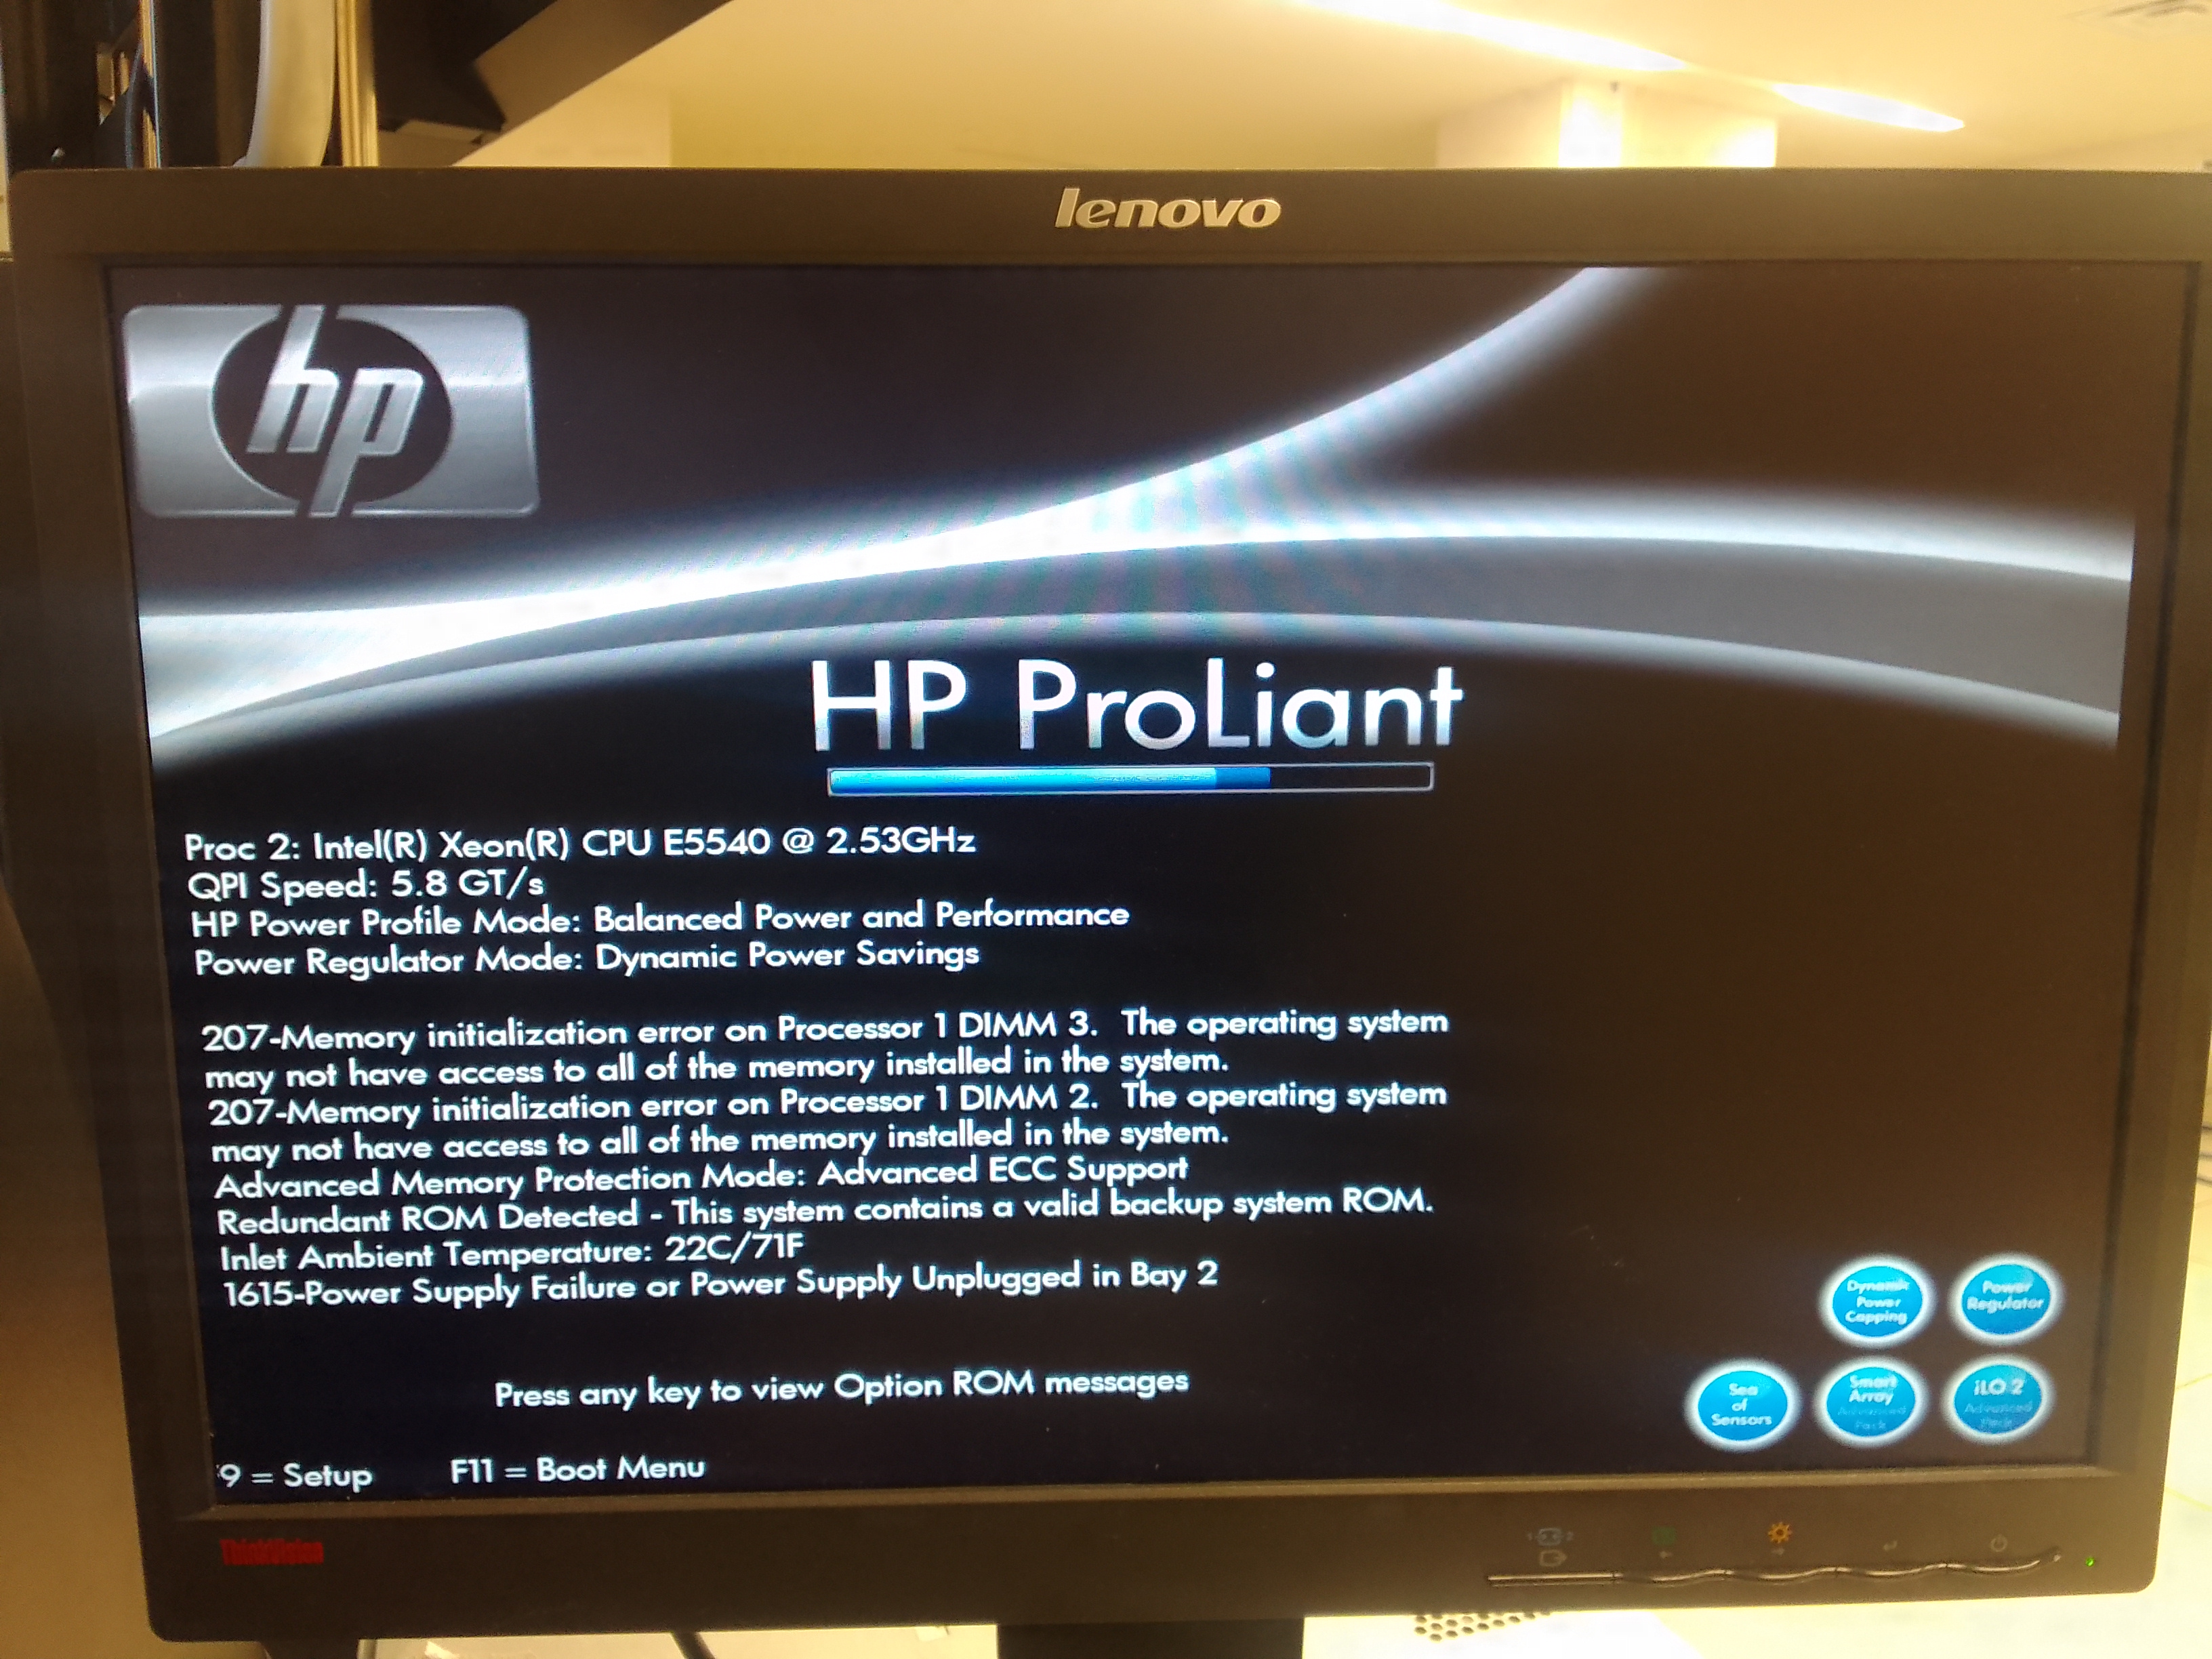 lenovo
hp
HP ProLiant
Proc 2: Intel(R) Xeon(R) CPU E5540 @ 2.53GHz
QPI Speed: 5.8 GT/s
HP Power Profile Mode: Balanced Power and Performance
Power Regulator Mode: Dynamic Power Savings
207-Memory initialization error on Processor 1 DIMM 3.  The operating system
may not have access to all of the memory installed in the system.
207-Memory initialization error on Processor 1 DIMM 2.  The operating system
may not have access to all of the memory installed in the system.
Advanced Memory Protection Mode: Advanced ECC Support
Redundant ROM Detected - This system contains a valid backup system ROM.
Inlet Ambient Temperature: 22C/71F
1615-Power Supply Failure or Power Supply Unplugged in Bay 2
Dynamic
Power
Capping
Power
Regulator
Sea
of
Sensors
Smart
Array
Advanced
Pack
iLO 2
Advanced
Pack
Press any key to view Option ROM messages
9 = Setup
F11 = Boot Menu
ThinkVision